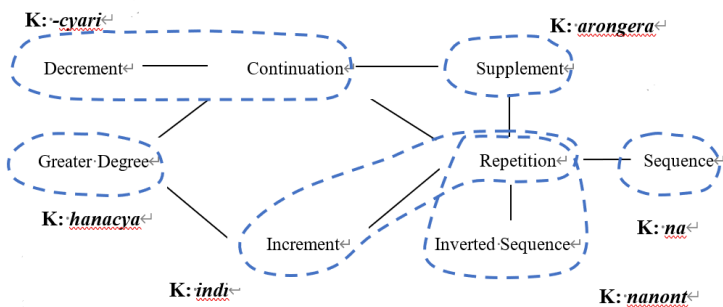 K: -cyari
K: arongera
Decrement
Continuation
Supplement
Greater Degree
Repetition
Sequence
K: hanacya
K: na
Increment
Inverted Sequence
K: indi
K: nanont